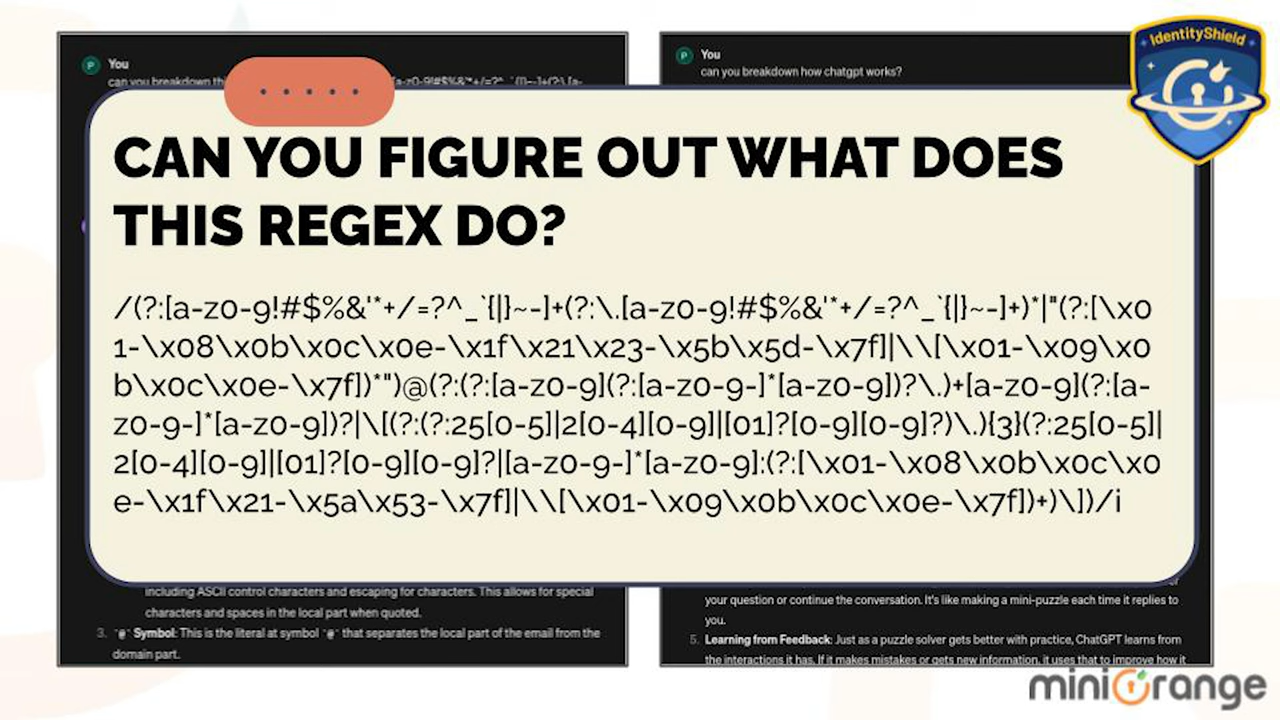 You
can you breakdown th
[a-z0-9!#$%&'*+/=?^_`{|}~-]+(?:\.[a-
You
can you breakdown how chatgpt works?
IdentityShield
CAN YOU FIGURE OUT WHAT DOES
THIS REGEX DO?
/(?:[a-z0-9!#$%&'*+/=?^_`{|}~-]+(?:\.[a-z0-9!#$%&'*+/=?^_`{|}~-]+)*|"(?:[\x0
1-\x08\x0b\x0c\x0e-\x1f\x21\x23-\x5b\x5d-\x7f]|\\[\x01-\x09\x0
b\x0c\x0e-\x7f])*")@(?:(?:[a-z0-9](?:[a-z0-9-]*[a-z0-9])?\.)+[a-z0-9](?:[a-
z0-9-]*[a-z0-9])?|\[(?:(?:25[0-5]|2[0-4][0-9]|[01]?[0-9][0-9]?)\.){3}(?:25[0-5]|
2[0-4][0-9]|[01]?[0-9][0-9]?|[a-z0-9-]*[a-z0-9]:(?:[\x01-\x08\x0b\x0c\x0
e-\x1f\x21-\x5a\x53-\x7f]|\\[\x01-\x09\x0b\x0c\x0e-\x7f])+)\])/i
including ASCII control characters and escaping for characters. This allows for special
characters and spaces in the local part when quoted.
3. `@` Symbol: This is the literal at symbol `@` that separates the local part of the email from the
domain part.
your question or continue the conversation. It's like making a mini-puzzle each time it replies to
you.
5. Learning from Feedback: Just as a puzzle solver gets better with practice, ChatGPT learns from
the interactions it has. If it makes mistakes or gets new information, it uses that to improve how it
miniOrange